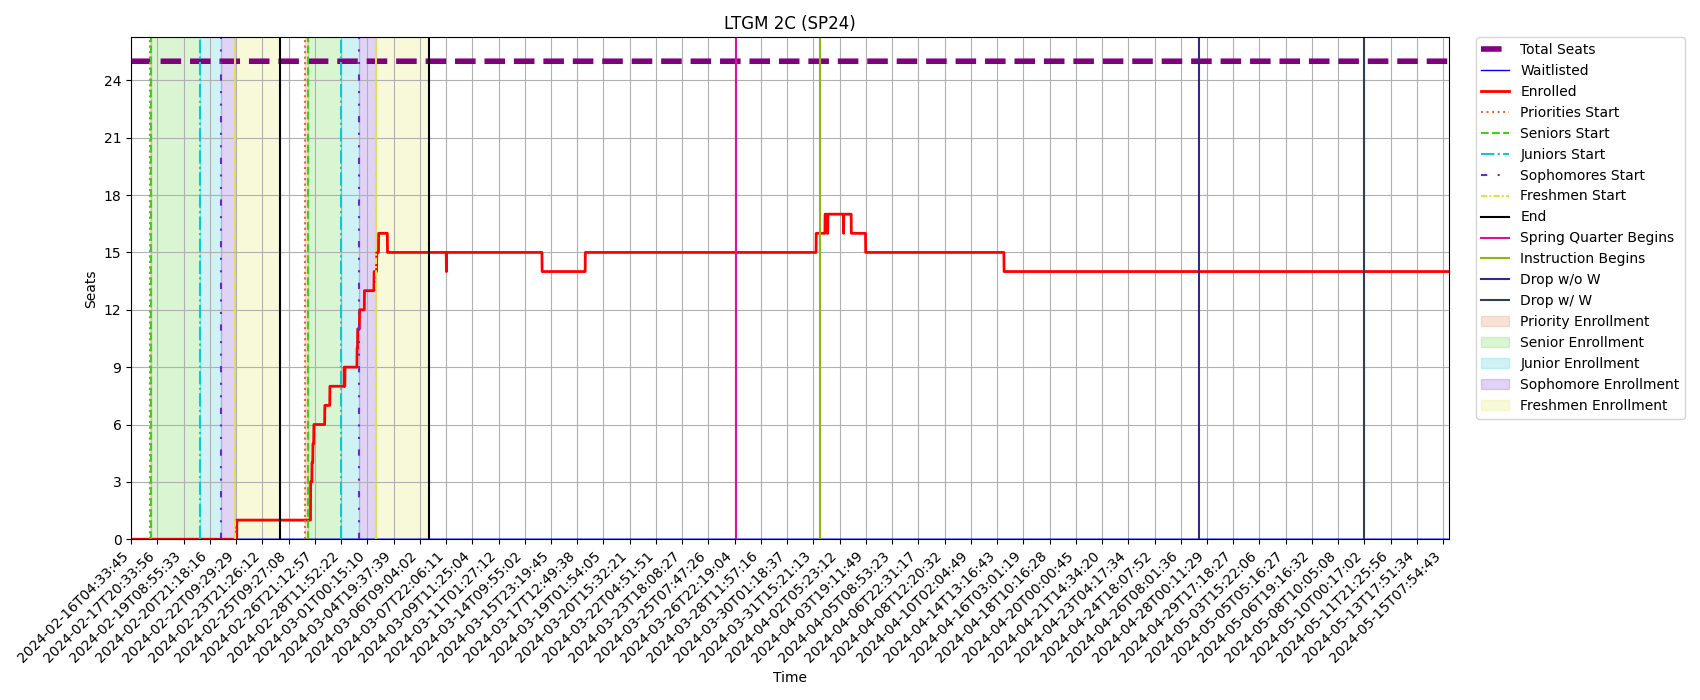 LTGM 2C (SP24)
24
21
18
15
12
9
6
3
0
Seats
2024-02-16T04:33:45
2024-02-17T20:33:56
2024-02-19T08:55:33
2024-02-20T21:18:16
2024-02-22T09:29:29
2024-02-23T21:26:12
2024-02-25T09:27:08
2024-02-26T21:12:57
2024-02-28T11:52:22
2024-03-01T00:15:10
2024-03-04T19:37:39
2024-03-06T09:04:02
2024-03-07T22:06:11
2024-03-11T01:25:04
2024-03-12T11:27:12
2024-03-14T09:55:02
2024-03-15T23:19:45
2024-03-17T12:49:38
2024-03-19T01:54:05
2024-03-20T15:32:21
2024-03-22T04:51:51
2024-03-23T18:08:27
2024-03-25T07:47:26
2024-03-26T22:19:04
2024-03-28T11:57:16
2024-03-30T01:18:37
2024-03-31T15:21:13
2024-04-02T05:23:12
2024-04-03T19:11:49
2024-04-05T08:53:23
2024-04-06T22:31:17
2024-04-08T12:20:32
2024-04-10T02:04:49
2024-04-14T13:16:43
2024-04-16T03:01:19
2024-04-18T10:16:28
2024-04-20T00:00:45
2024-04-21T14:34:20
2024-04-23T04:17:34
2024-04-24T18:07:52
2024-04-26T08:01:36
2024-04-28T00:11:29
2024-04-29T17:18:27
2024-05-03T15:22:06
2024-05-05T05:16:27
2024-05-06T19:16:32
2024-05-08T10:05:08
2024-05-10T00:17:02
2024-05-11T21:25:56
2024-05-13T17:51:34
2024-05-15T07:54:43
Time
Total Seats
Waitlisted
Enrolled
Priorities Start
Seniors Start
Juniors Start
Sophomores Start
Freshmen Start
End
Spring Quarter Begins
Instruction Begins
Drop w/o W
Drop w/ W
Priority Enrollment
Senior Enrollment
Junior Enrollment
Sophomore Enrollment
Freshmen Enrollment